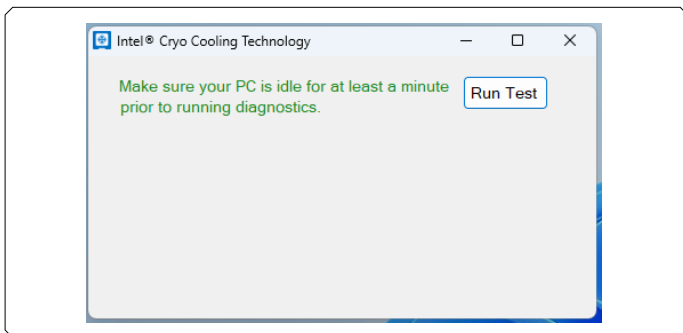 Intel® Cryo Cooling Technology
Make sure your PC is idle for at least a minute
prior to running diagnostics.
Run Test